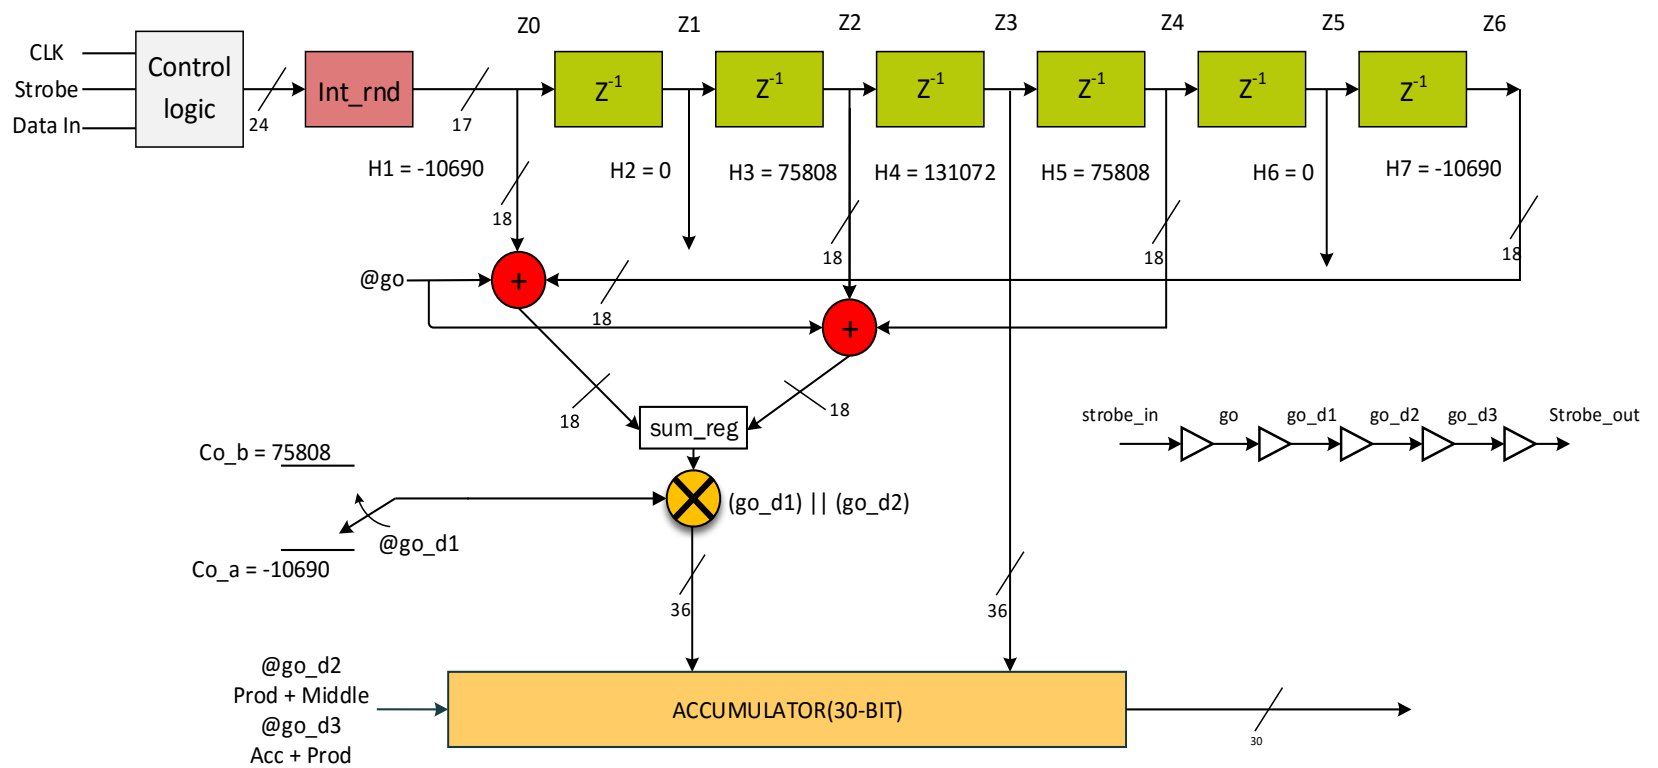 Z0
Z1
Z2
Z3
Z4
Z5
Z6
CLK
Strobe
Data In
Control
logic
24
Int_rnd
17
Z-1
Z-1
Z-1
Z-1
Z-1
Z-1
H1 = -10690
H2 = 0
H3 = 75808
H4 = 131072
H5 = 75808
H6 = 0
H7 = -10690
18
18
18
18
@go
+
18
+
18
18
sum_reg
strobe_in
go
go_d1
go_d2
go_d3
Strobe_out
Co_b = 75808
(go_d1) || (go_d2)
@go_d1
Co_a = -10690
36
36
@go_d2
Prod + Middle
@go_d3
Acc + Prod
ACCUMULATOR(30-BIT)
30